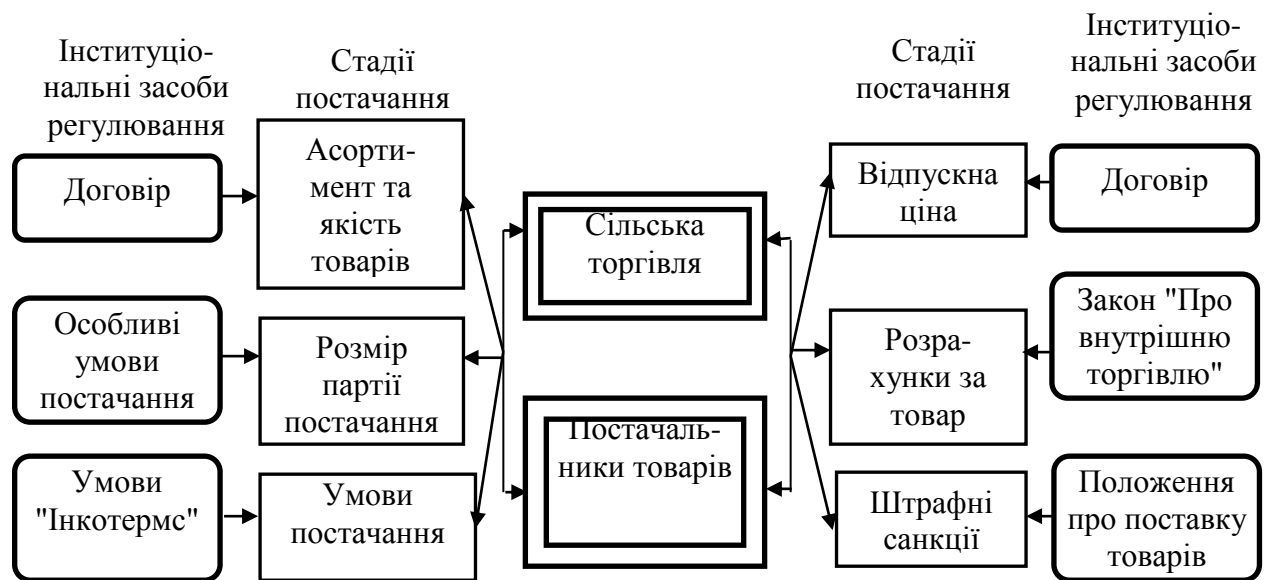 Інституціо-
нальні засоби
регулювання
Стадії
постачання
Стадії
постачання
Інституціо-
нальні засоби
регулювання
Договір
Асорти-
мент та
якість
товарів
Сільська
торгівля
Відпускна
ціна
Договір
Особливі
умови
постачання
Розмір
партії
постачання
Розра-
хунки за
товар
Закон "Про
внутрішню
торгівлю"
Умови
"Інкотермс"
Умови
постачання
Постачаль-
ники товарів
Штрафні
санкції
Положення
про поставку
товарів